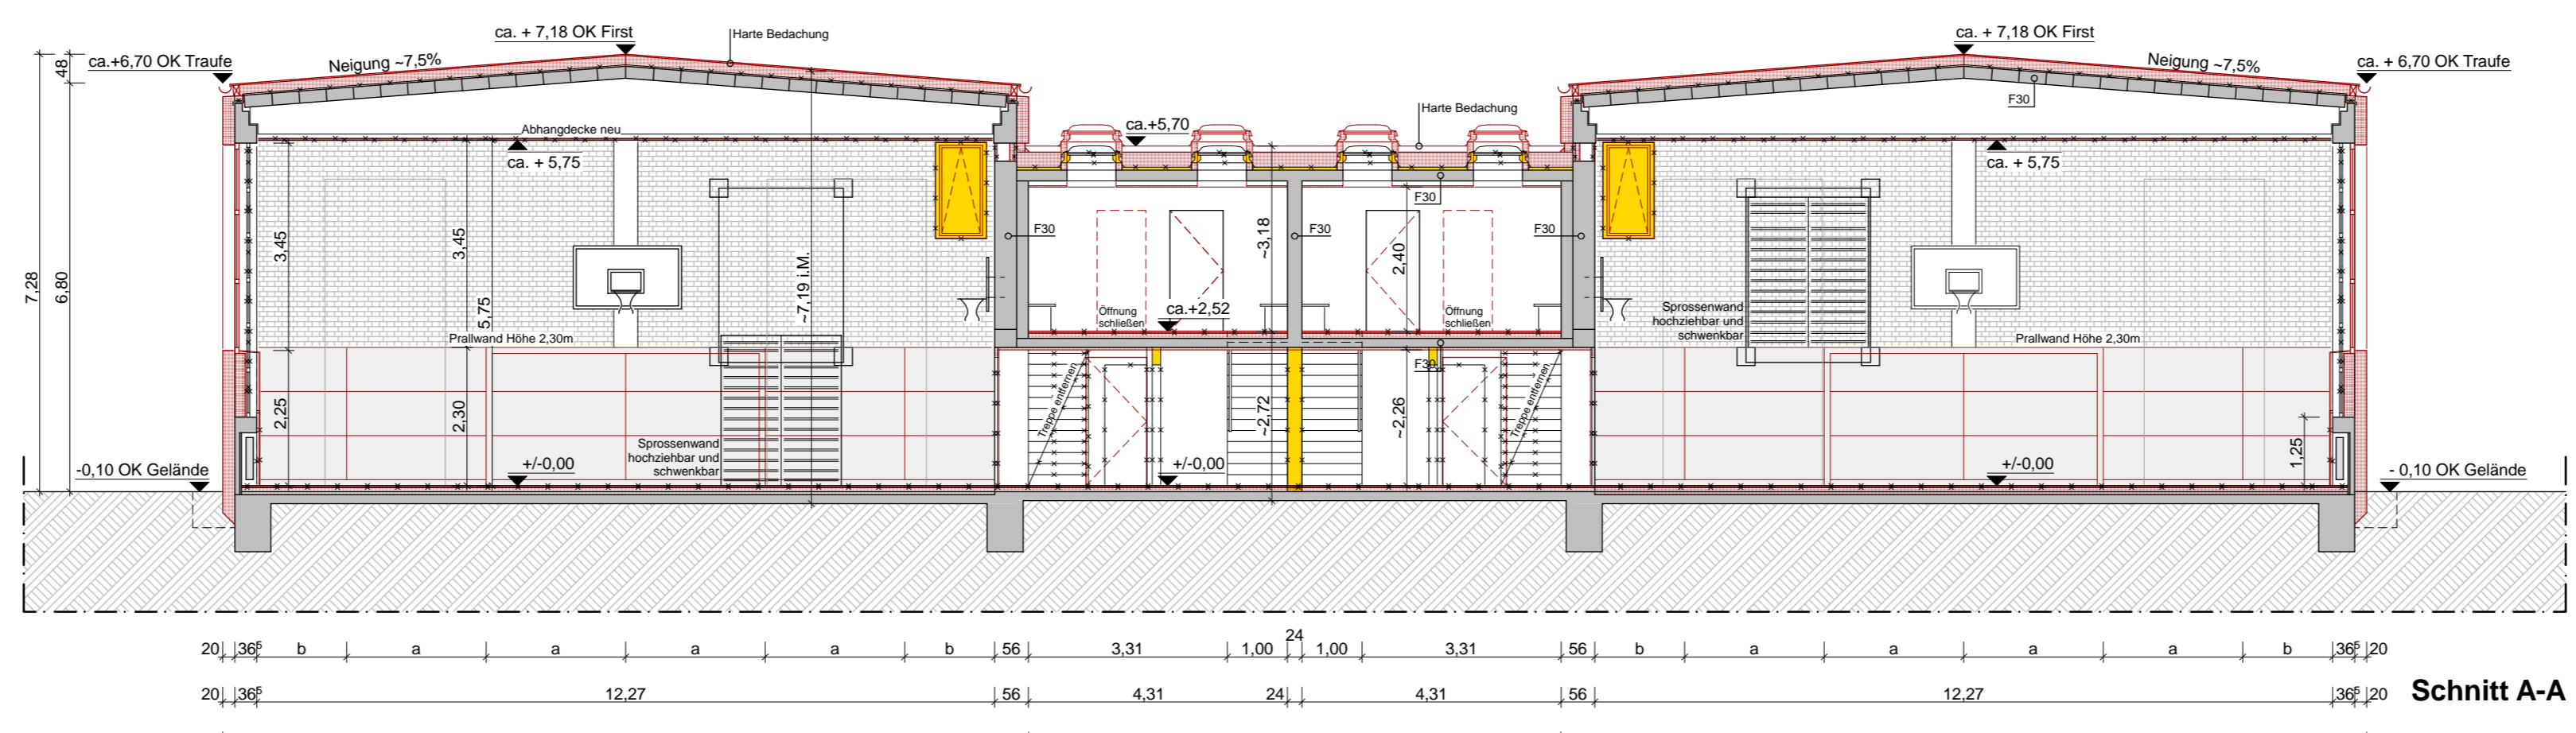 ca. + 7,18 OK First
Harte Bedachung
ca. + 7,18 OK First
ca.+6,70 OK Traufe
Neigung ~7,5%
Neigung ~7,5%
ca. + 6,70 OK Traufe
48
F30
Harte Bedachung
Abhangdecke neu
ca.+5,70
ca. + 5,75
ca. + 5,75
F30
F30
F30
F30
3,45
3,45
~3,18
2,40
7,28
6,80
5,75
~7,19 i.M.
Öffnung
schließen
ca.+2,52
Öffnung
schließen
Sprossenwand
hochziehbar und
schwenkbar
Prallwand Höhe 2,30m
Prallwand Höhe 2,30m
F30
Treppe entfernen
Treppe entfernen
2,25
2,30
~2,72
~2,26
1,25
Sprossenwand
hochziehbar und
schwenkbar
-0,10 OK Gelände
+/-0,00
+/-0,00
+/-0,00
- 0,10 OK Gelände
20 36⁵ b a a a a b 56 3,31 1,00 24 1,00 3,31 56 b a a a a b 36⁵ 20
20 36⁵ 12,27 56 4,31 24 4,31 56 12,27 36⁵ 20
Schnitt A-A